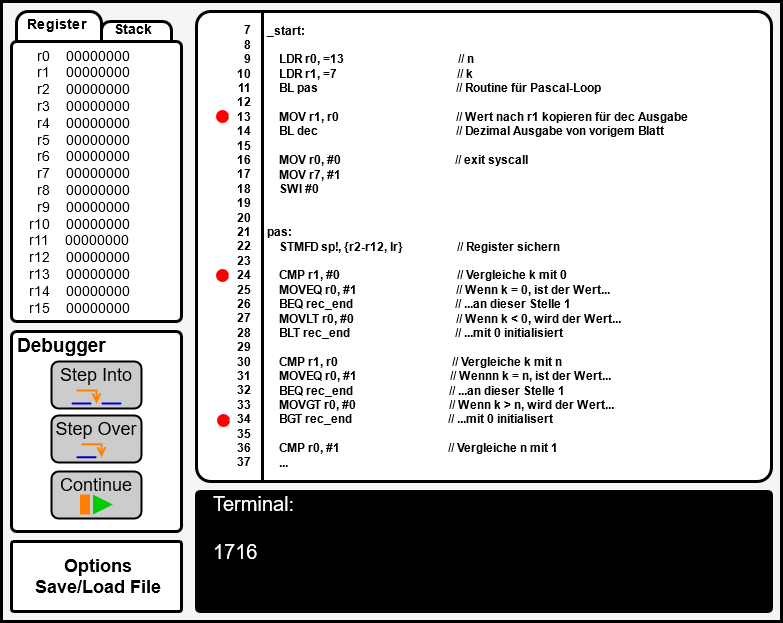 Register
Stack
r0 00000000
r1 00000000
r2 00000000
r3 00000000
r4 00000000
r5 00000000
r6 00000000
r7 00000000
r8 00000000
r9 00000000
r10 00000000
r11 00000000
r12 00000000
r13 00000000
r14 00000000
r15 00000000
Debugger
Step Into
Step Over
Continue
Options
Save/Load File
7 _start:
8
9 LDR r0, =13 // n
10 LDR r1, =7 // k
11 BL pas // Routine für Pascal-Loop
12
13 MOV r1, r0 // Wert nach r1 kopieren für dec Ausgabe
14 BL dec // Dezimal Ausgabe von vorigem Blatt
15
16 MOV r0, #0 // exit syscall
17 MOV r7, #1
18 SWI #0
19
20
21 pas:
22 STMFD sp!, {r2-r12, lr} // Register sichern
23
24 CMP r1, #0 // Vergleiche k mit 0
25 MOVEQ r0, #1 // Wenn k = 0, ist der Wert...
26 BEQ rec_end // ...an dieser Stelle 1
27 MOVLT r0, #0 // Wenn k < 0, wird der Wert...
28 BLT rec_end // ...mit 0 initialisiert
29
30 CMP r1, r0 // Vergleiche k mit n
31 MOVEQ r0, #1 // Wennn k = n, ist der Wert...
32 BEQ rec_end // ...an dieser Stelle 1
33 MOVGT r0, #0 // Wenn k > n, wird der Wert...
34 BGT rec_end // ...mit 0 initialisiert
35
36 CMP r0, #1 // Vergleiche n mit 1
37 ...
Terminal:
1716